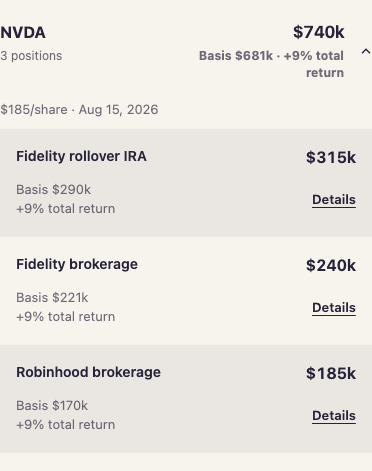 NVDA
$740k
3 positions
Basis $681k · +9% total
return
$185/share · Aug 15, 2026
Fidelity rollover IRA
$315k
Basis $290k
+9% total return
Details
Fidelity brokerage
$240k
Basis $221k
+9% total return
Details
Robinhood brokerage
$185k
Basis $170k
+9% total return
Details